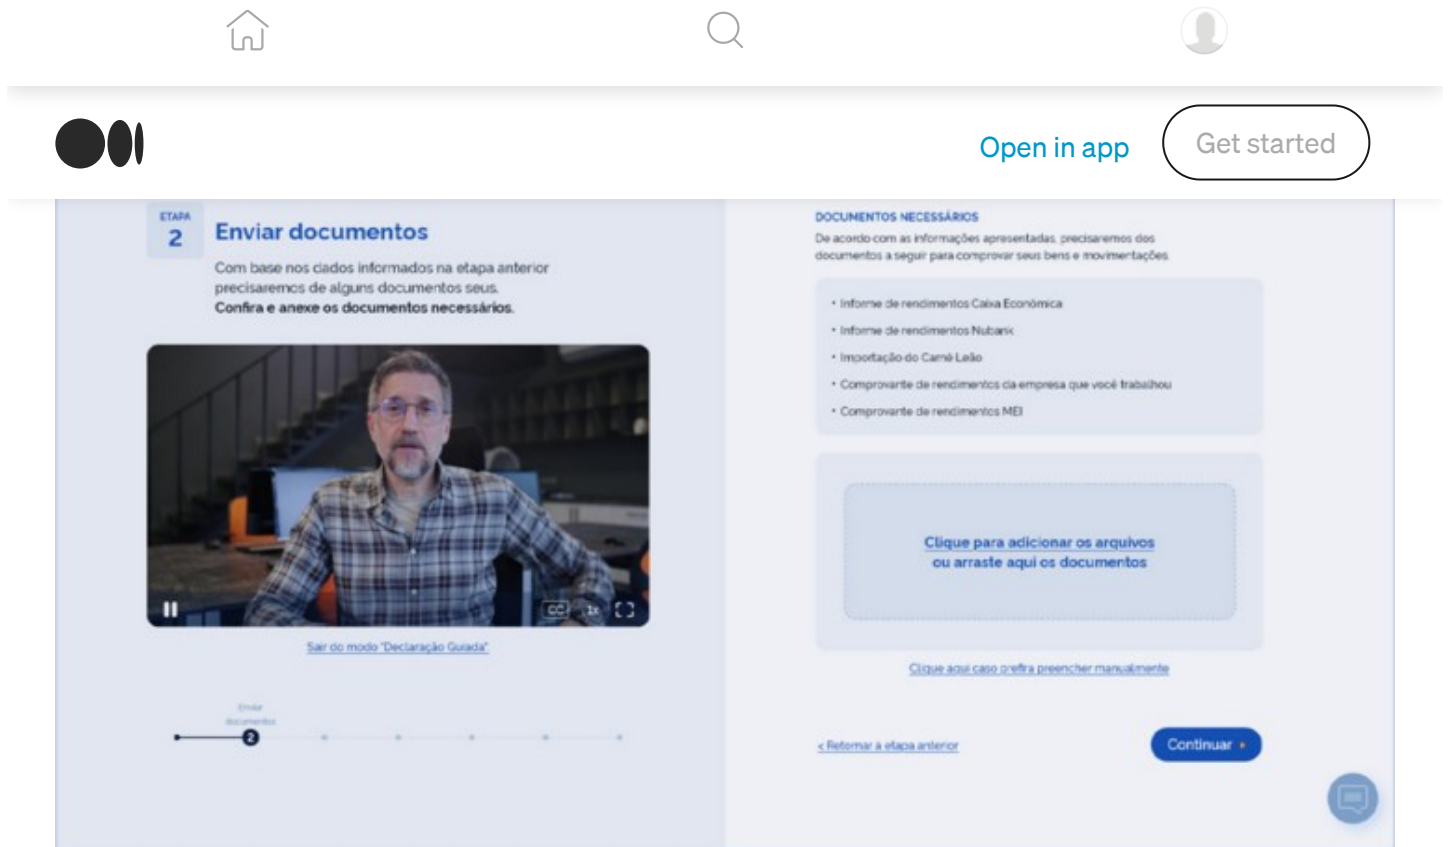 Open in app
Get started
ETAPA
2
Enviar documentos
Com base nos dados informados na etapa anterior
precisaremos de alguns documentos seus.
Confira e anexe os documentos necessários.
CC
1x
Sair do modo "Declaração Guiada"
Enviar
documentos
2
DOCUMENTOS NECESSÁRIOS
De acordo com as informações apresentadas, precisaremos dos
documentos a seguir para comprovar seus bens e movimentações.
• Informe de rendimentos Caixa Econômica
• Informe de rendimentos Nubank
• Importação do Carnê Leão
• Comprovante de rendimentos da empresa que você trabalhou
• Comprovante de rendimentos MEI
Clique para adicionar os arquivos
ou arraste aqui os documentos
Clique aqui caso prefira preencher manualmente
< Retornar à etapa anterior
Continuar